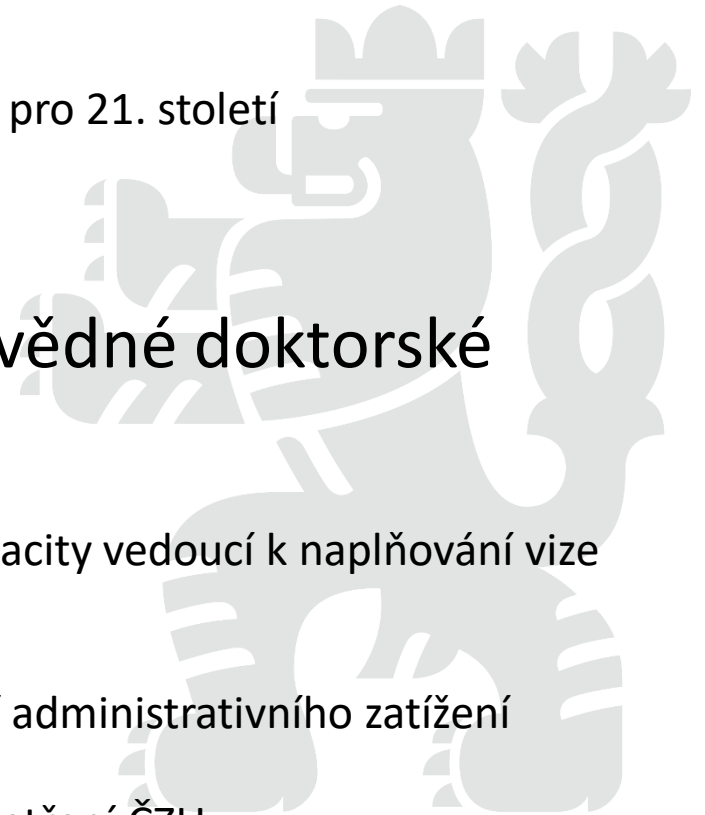 pro 21. století
vědné doktorské
acity vedoucí k naplňování vize
administrativního zatížení